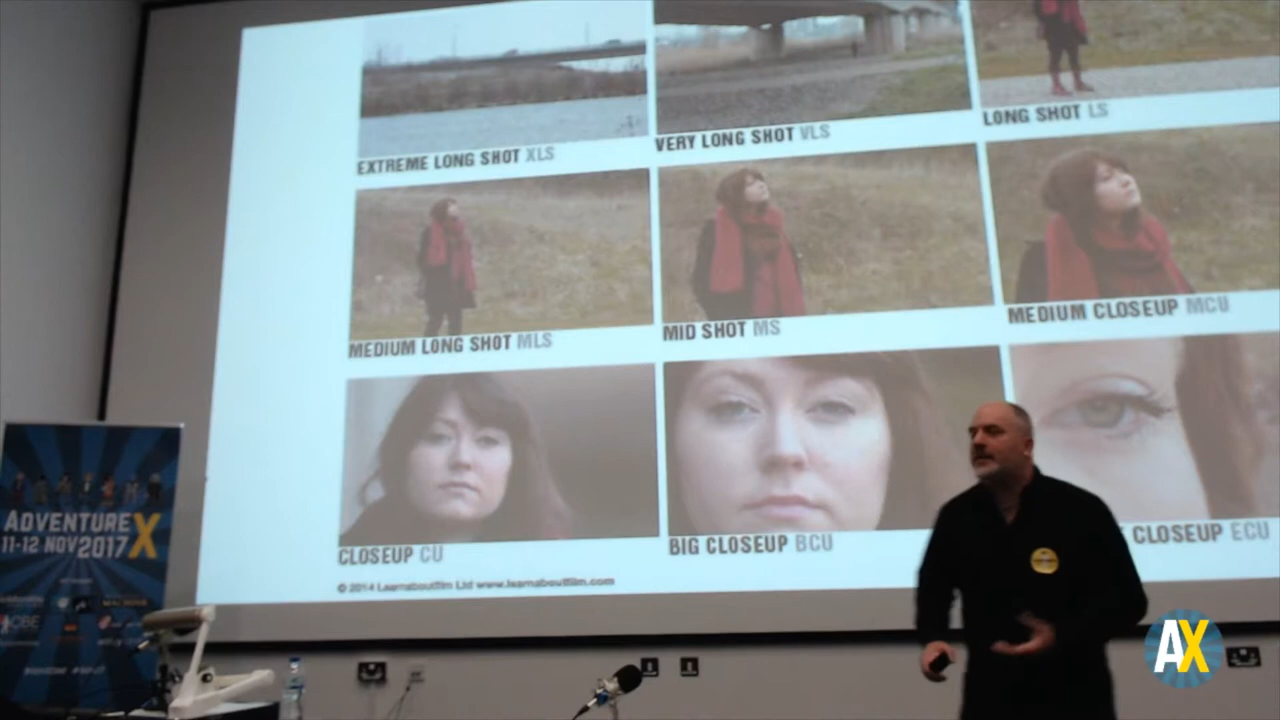 EXTREME LONG SHOT XLS
VERY LONG SHOT VLS
LONG SHOT LS
MEDIUM LONG SHOT MLS
MID SHOT MS
MEDIUM CLOSEUP MCU
CLOSEUP CU
BIG CLOSEUP BCU
CLOSEUP ECU
© 2014 Learnaboutfilm Ltd www.learnaboutfilm.com
ADVENTURE X
11-12 NOV 2017
AX